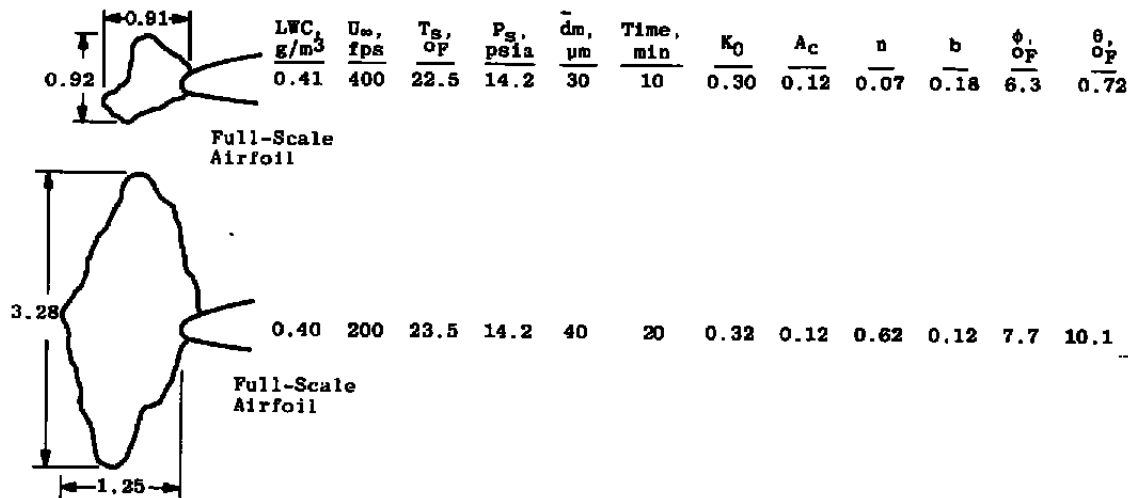 0.91
LWC, U∞, TS, PS, d̄m, Time, K0 Ac n b ϕ, θ,
g/m3 fps OF psia μm min OF OF
0.92 0.41 400 22.5 14.2 30 10 0.30 0.12 0.07 0.18 6.3 0.72
Full-Scale
Airfoil
3.28 0.40 200 23.5 14.2 40 20 0.32 0.12 0.62 0.12 7.7 10.1
Full-Scale
Airfoil
1.25